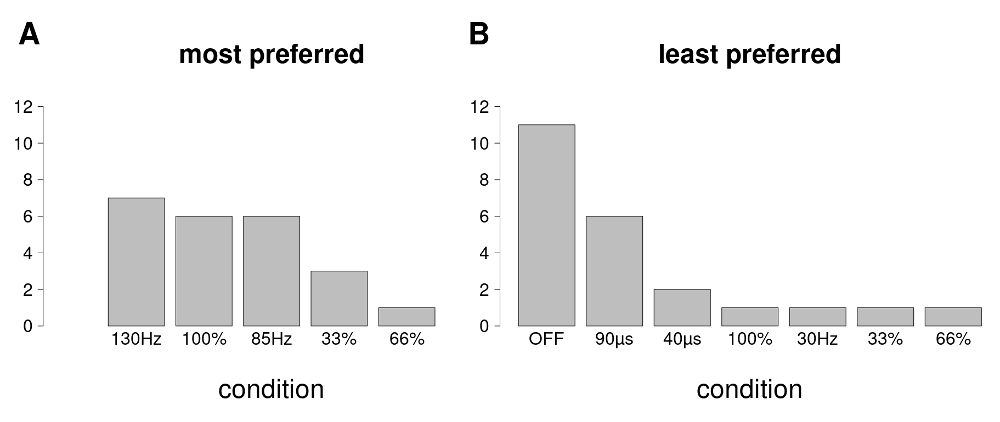 A
most preferred
12
10
8
6
4
2
0
130Hz 100% 85Hz 33% 66%
condition
B
least preferred
12
10
8
6
4
2
0
OFF 90µs 40µs 100% 30Hz 33% 66%
condition